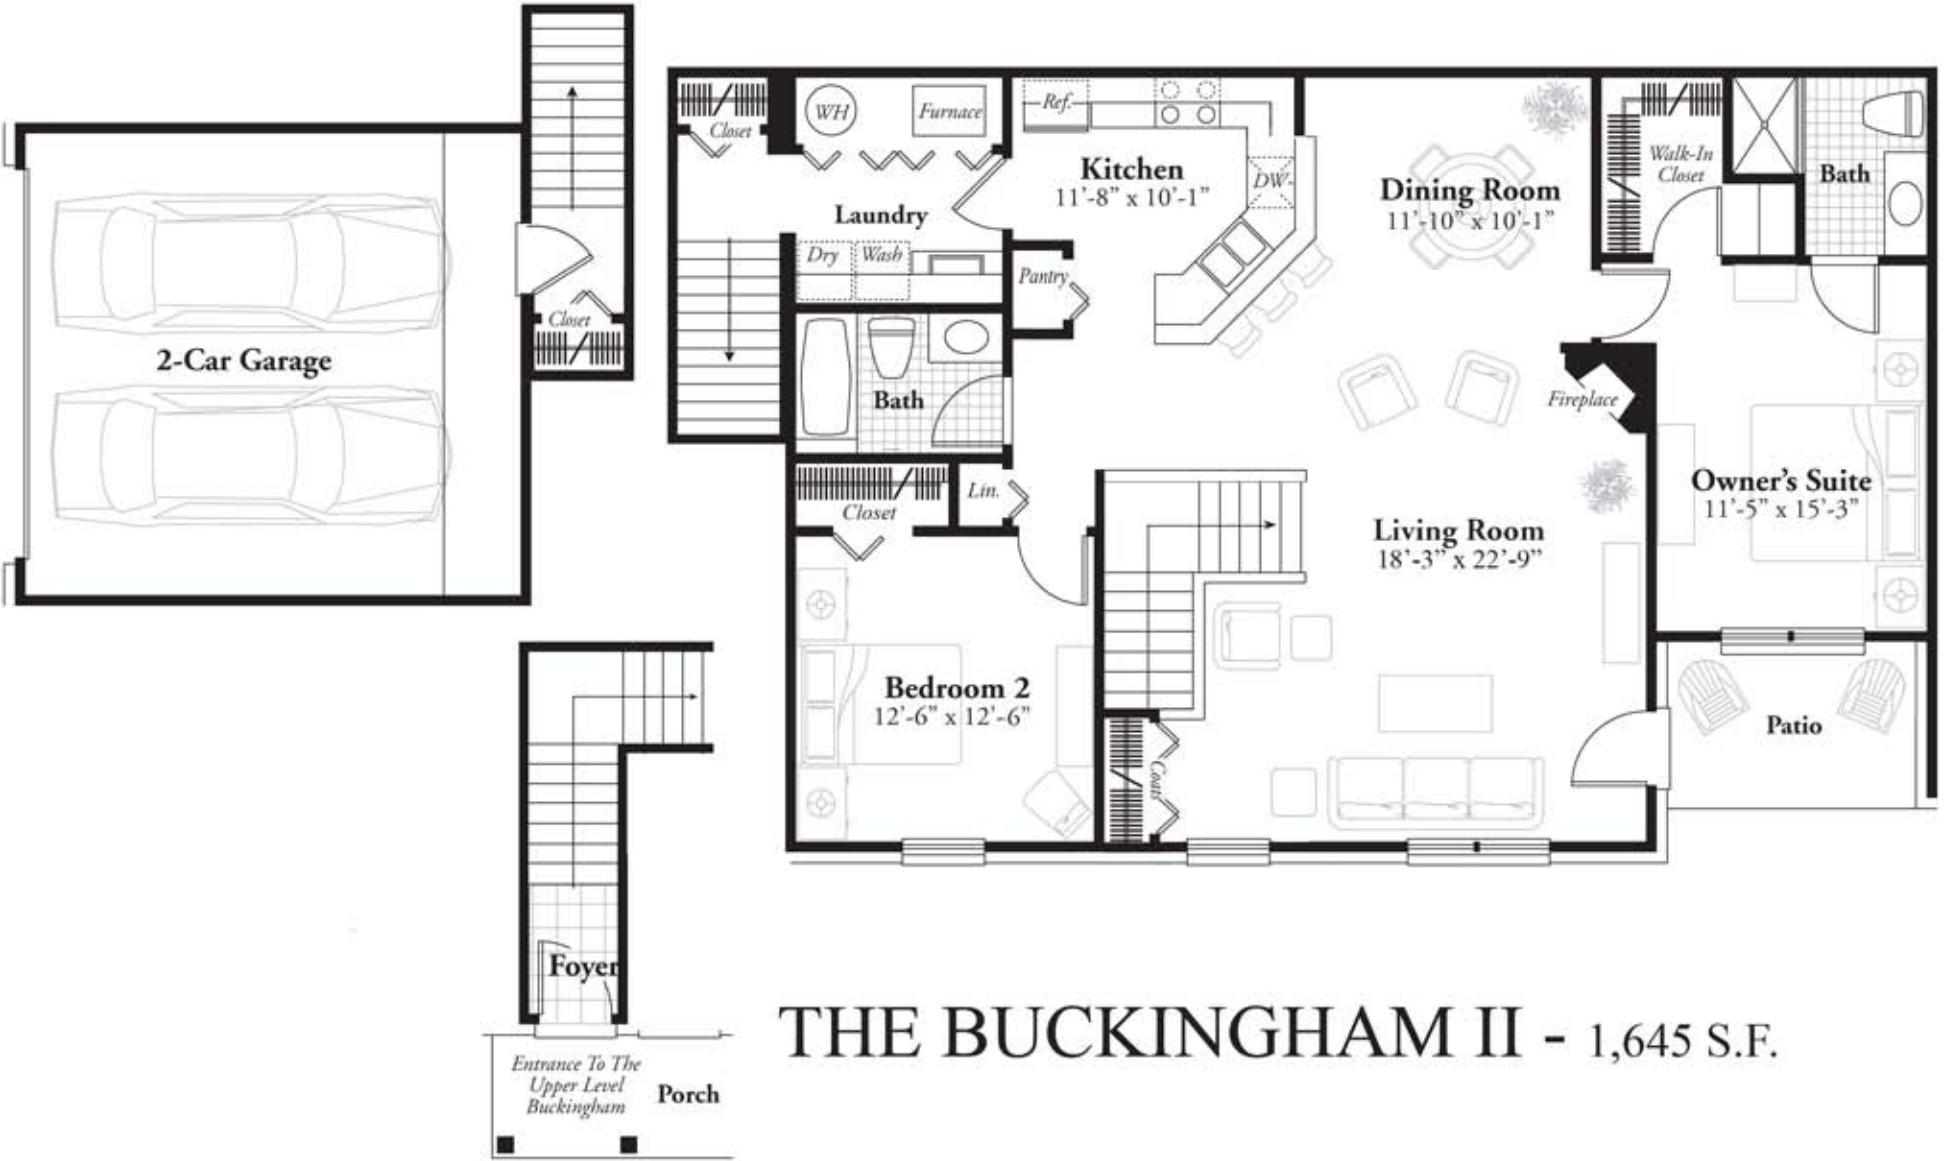 2-Car Garage
Closet
Closet
WH
Furnace
Laundry
Dry
Wash
Ref.
Kitchen
11'-8" x 10'-1"
DW
Pantry
Dining Room
11'-10" x 10'-1"
Walk-In
Closet
Bath
Bath
Fireplace
Closet
Lin.
Owner's Suite
11'-5" x 15'-3"
Living Room
18'-3" x 22'-9"
Bedroom 2
12'-6" x 12'-6"
Coats
Patio
Foyer
Entrance To The
Upper Level
Buckingham
Porch
THE BUCKINGHAM II - 1,645 S.F.